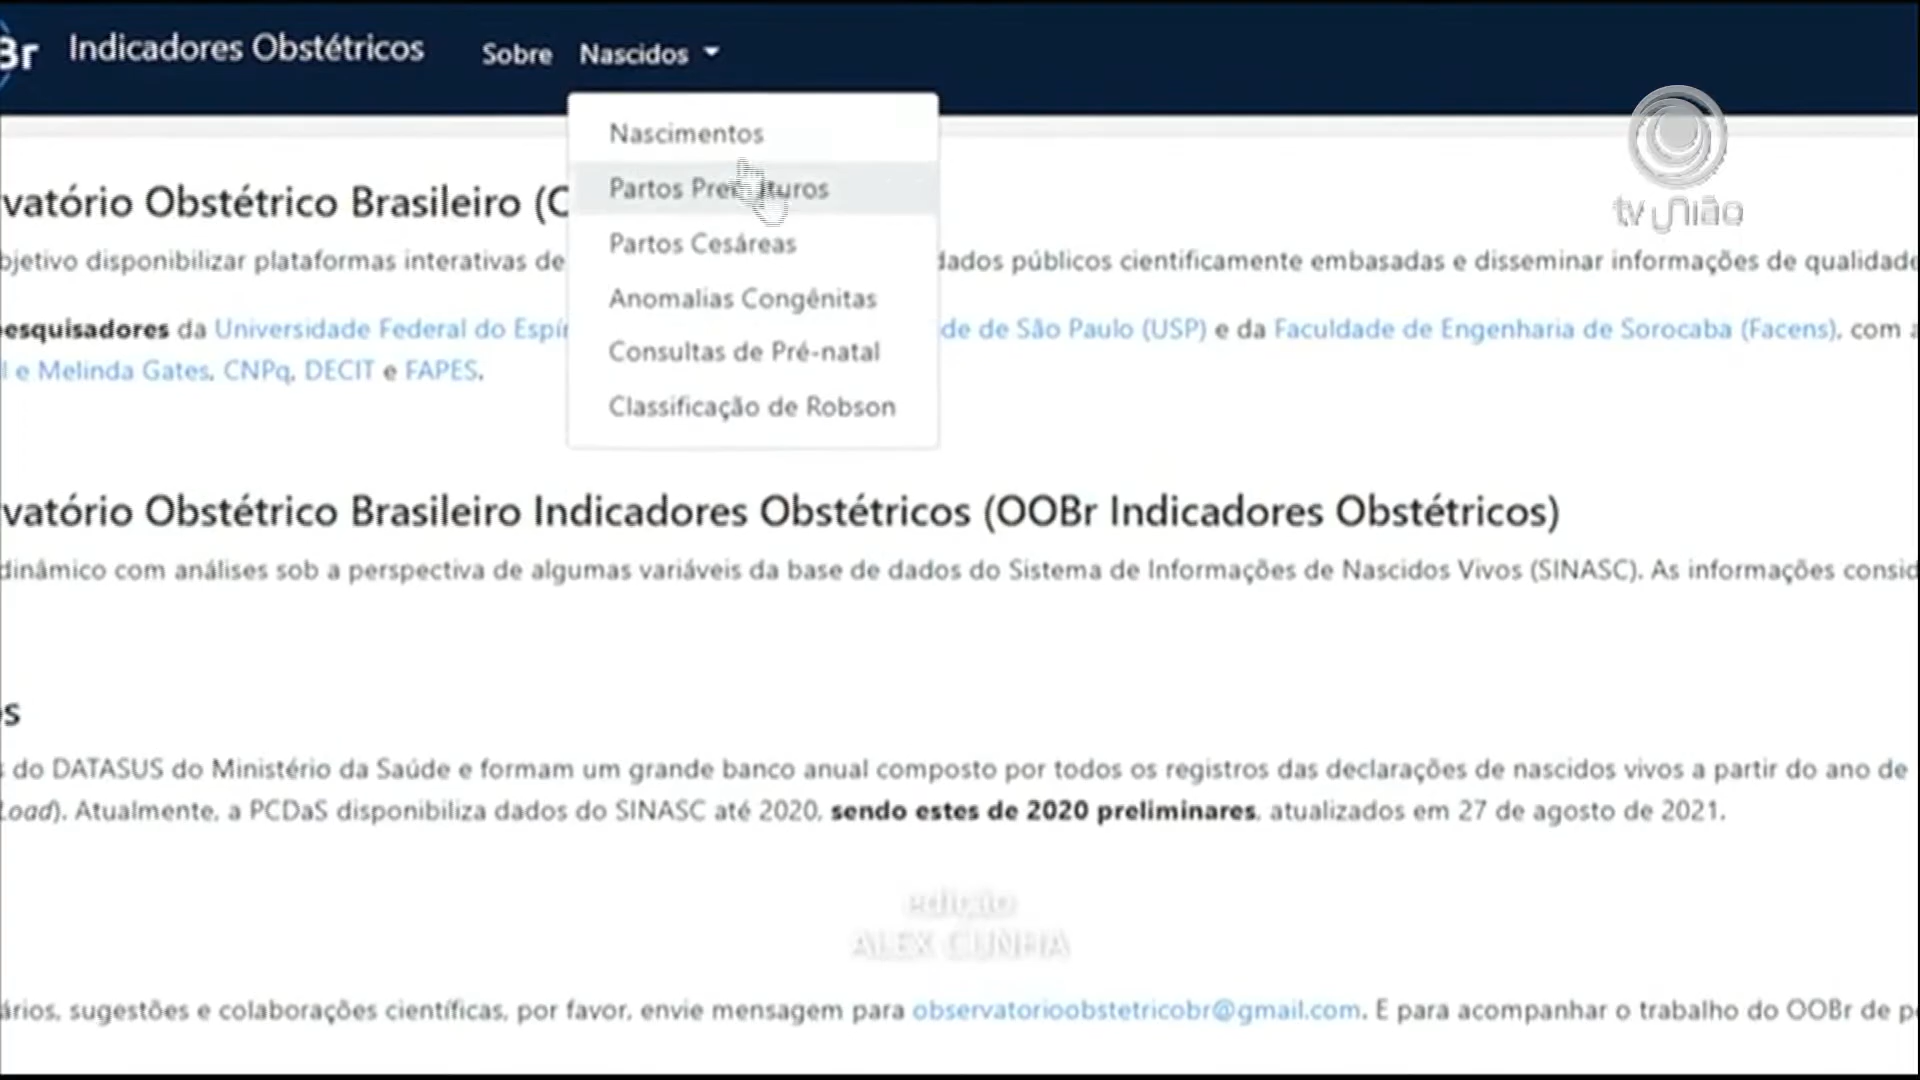 Br Indicadores Obstétricos Sobre Nascidos
Nascimentos
Partos Prematuros
Partos Cesáreas
Anomalias Congênitas
Consultas de Pré-natal
Classificação de Robson
tv união
vatório Obstétrico Brasileiro (O
bjetivo disponibilizar plataformas interativas de dados públicos cientificamente embasadas e disseminar informações de qualidade
esquisadores da Universidade Federal do Espír de de São Paulo (USP) e da Faculdade de Engenharia de Sorocaba (Facens), com a
l e Melinda Gates, CNPq, DECIT e FAPES.
vatório Obstétrico Brasileiro Indicadores Obstétricos (OOBr Indicadores Obstétricos)
dinâmico com análises sob a perspectiva de algumas variáveis da base de dados do Sistema de Informações de Nascidos Vivos (SINASC). As informações consid
os
do DATASUS do Ministério da Saúde e formam um grande banco anual composto por todos os registros das declarações de nascidos vivos a partir do ano de
Load). Atualmente, a PCDaS disponibiliza dados do SINASC até 2020, sendo estes de 2020 preliminares, atualizados em 27 de agosto de 2021.
edição
ALEX CUNHA
ários, sugestões e colaborações científicas, por favor, envie mensagem para observatorioobstetricobr@gmail.com. E para acompanhar o trabalho do OOBr de p